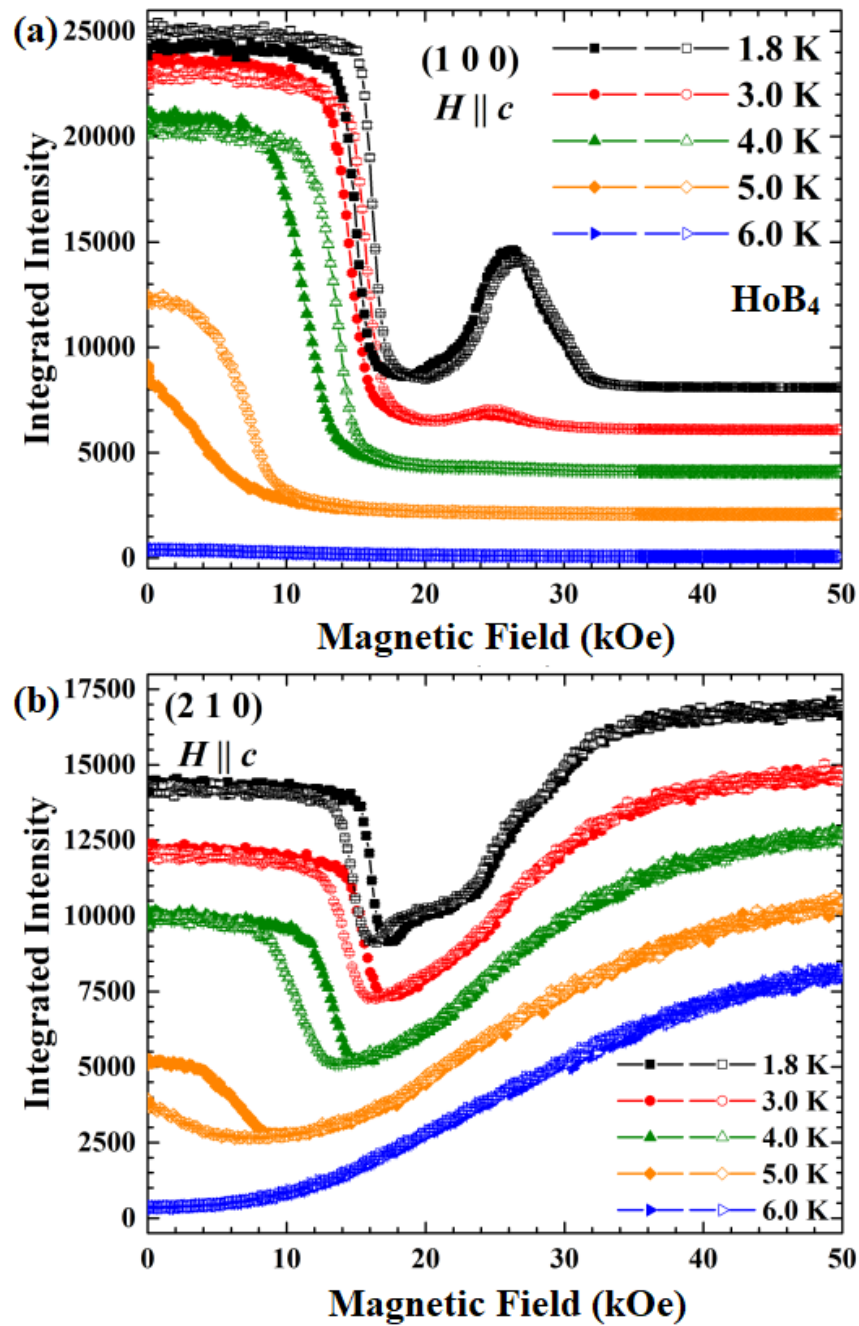 (a)
25000
20000
15000
10000
5000
0
Integrated Intensity
(1 0 0)
H || c
1.8 K
3.0 K
4.0 K
5.0 K
6.0 K
HoB₄
0 10 20 30 40 50
Magnetic Field (kOe)
(b)
17500
15000
12500
10000
7500
5000
2500
0
Integrated Intensity
(2 1 0)
H || c
1.8 K
3.0 K
4.0 K
5.0 K
6.0 K
0 10 20 30 40 50
Magnetic Field (kOe)